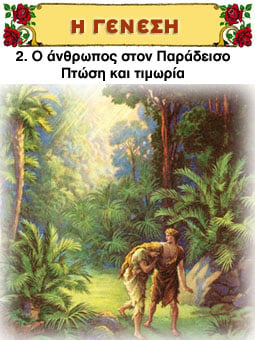 Η ΓΕΝΕΣΗ
2. Ο άνθρωπος στον Παράδεισο
Πτώση και τιμωρία